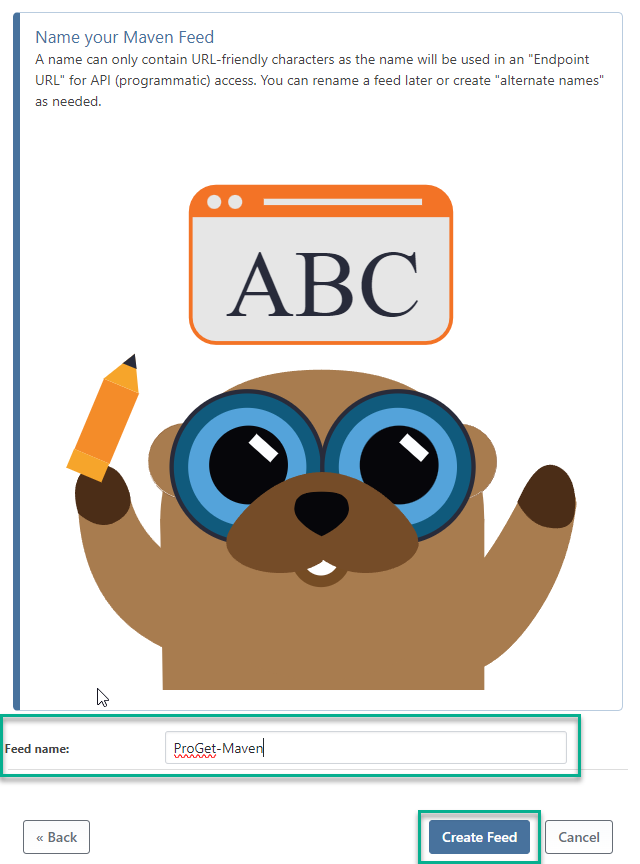 Name your Maven Feed
A name can only contain URL-friendly characters as the name will be used in an "Endpoint
URL" for API (programmatic) access. You can rename a feed later or create "alternate names"
as needed.
ABC
Feed name:
ProGet-Maven
« Back
Create Feed
Cancel